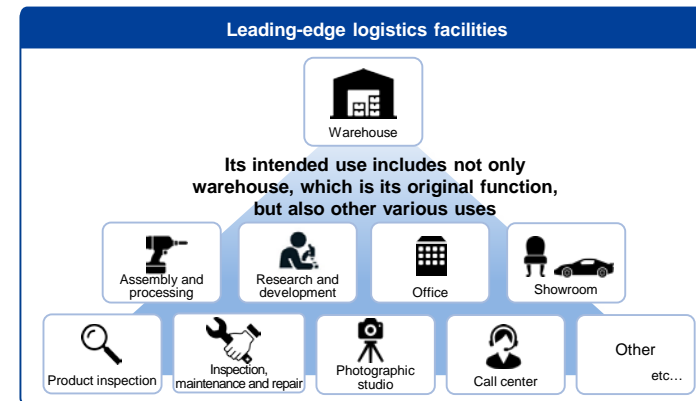 Leading-edge logistics facilities
Warehouse
Its intended use includes not only
warehouse, which is its original function,
but also other various uses
Assembly and
processing
Research and
development
Office
Showroom
Product inspection
Inspection,
maintenance and repair
Photographic
studio
Call center
Other
etc…